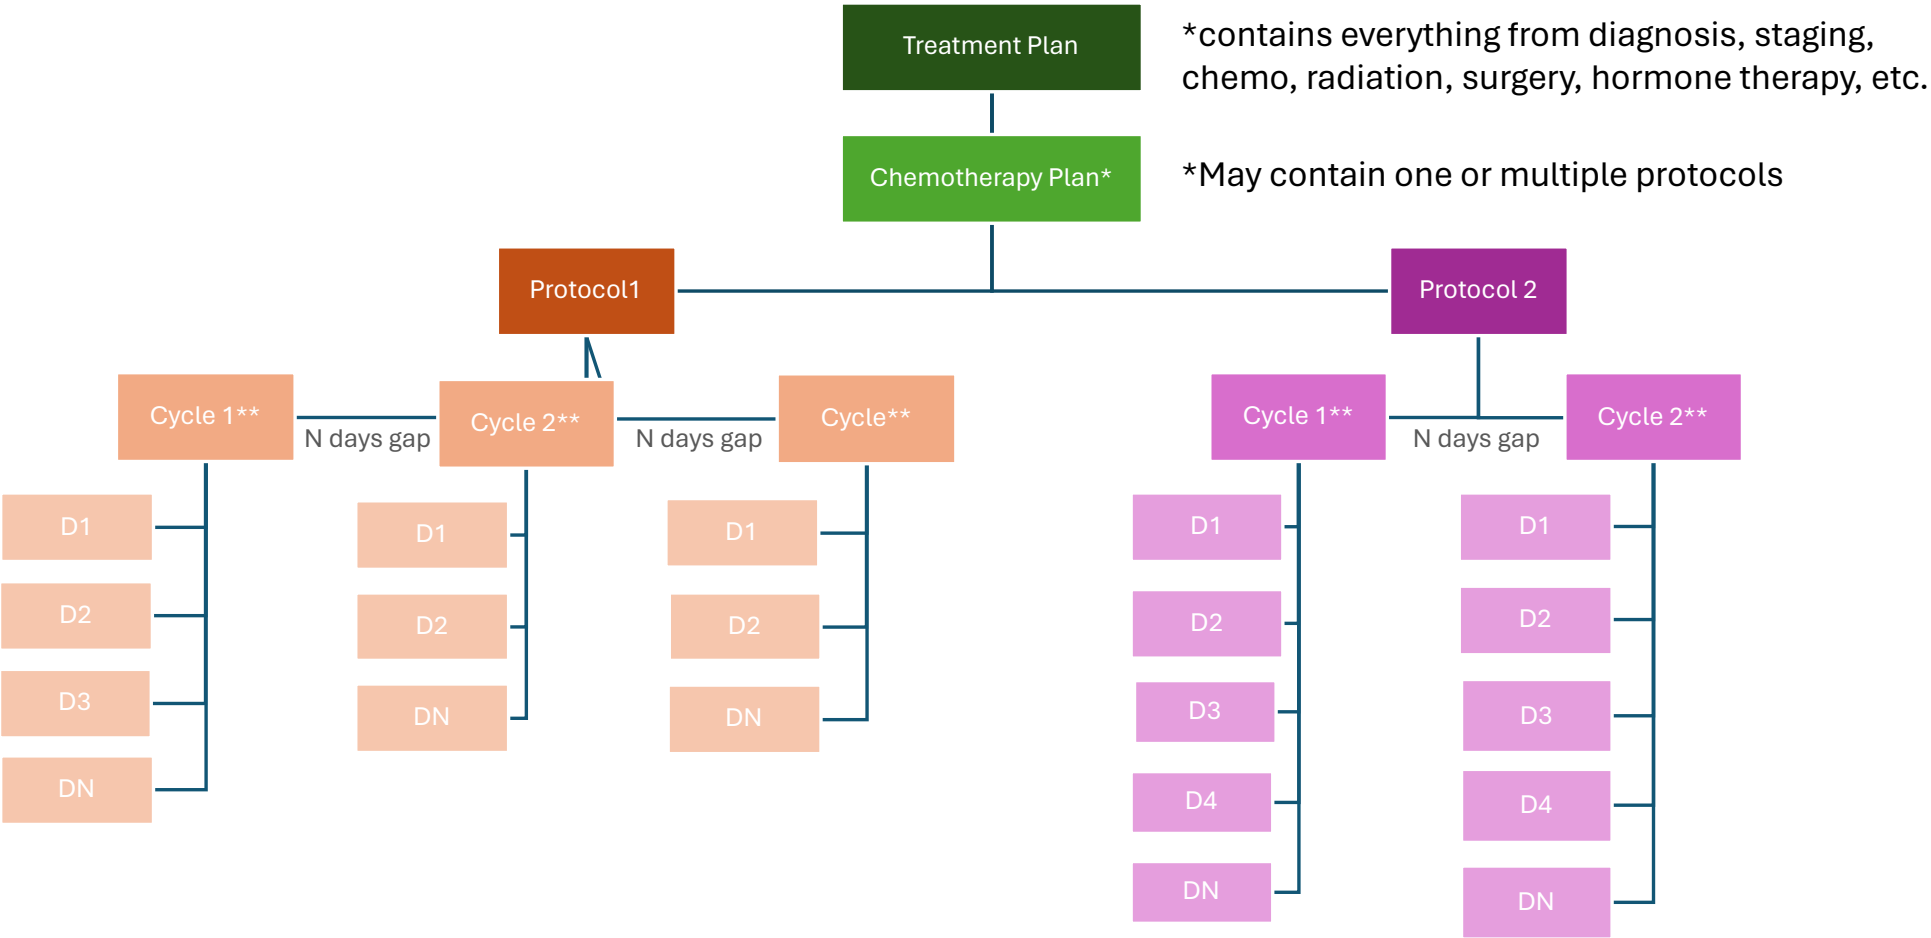 Treatment Plan
*contains everything from diagnosis, staging,
chemo, radiation, surgery, hormone therapy, etc.
Chemotherapy Plan*
*May contain one or multiple protocols
Protocol1
Protocol 2
Cycle 1**
N days gap
Cycle 2**
N days gap
Cycle**
Cycle 1**
N days gap
Cycle 2**
D1
D2
D3
DN
D1
D2
DN
D1
D2
DN
D1
D2
D3
D4
DN
D1
D2
D3
D4
DN